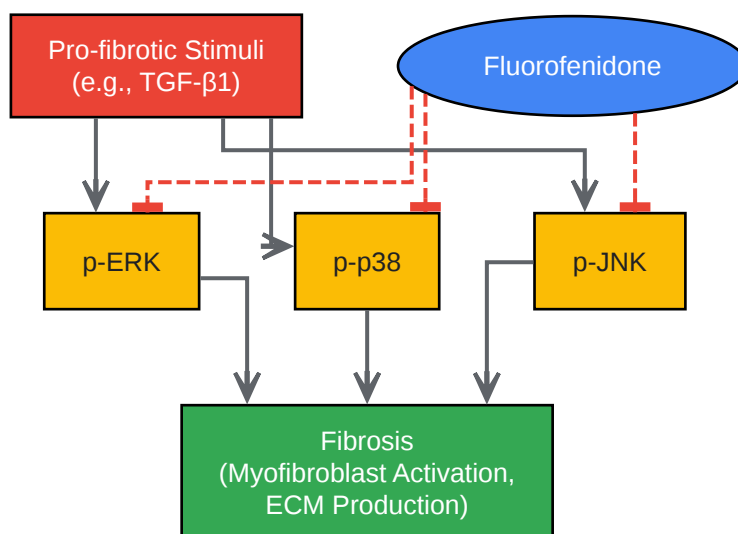 Pro-fibrotic Stimuli
(e.g., TGF-β1)
Fluorofenidone
p-ERK
p-p38
p-JNK
Fibrosis
(Myofibroblast Activation,
ECM Production)